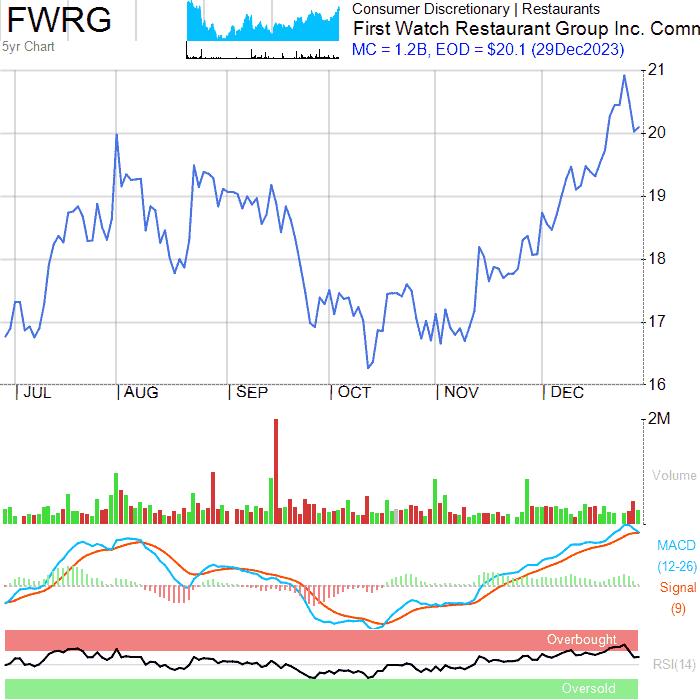 FWRG
5yr Chart
Consumer Discretionary | Restaurants
First Watch Restaurant Group Inc. Comn
MC = 1.2B, EOD = $20.1 (29Dec2023)
21
20
19
18
17
16
JUL AUG SEP OCT NOV DEC
2M
Volume
MACD
(12-26)
Signal
(9)
Overbought
RSI(14)
Oversold